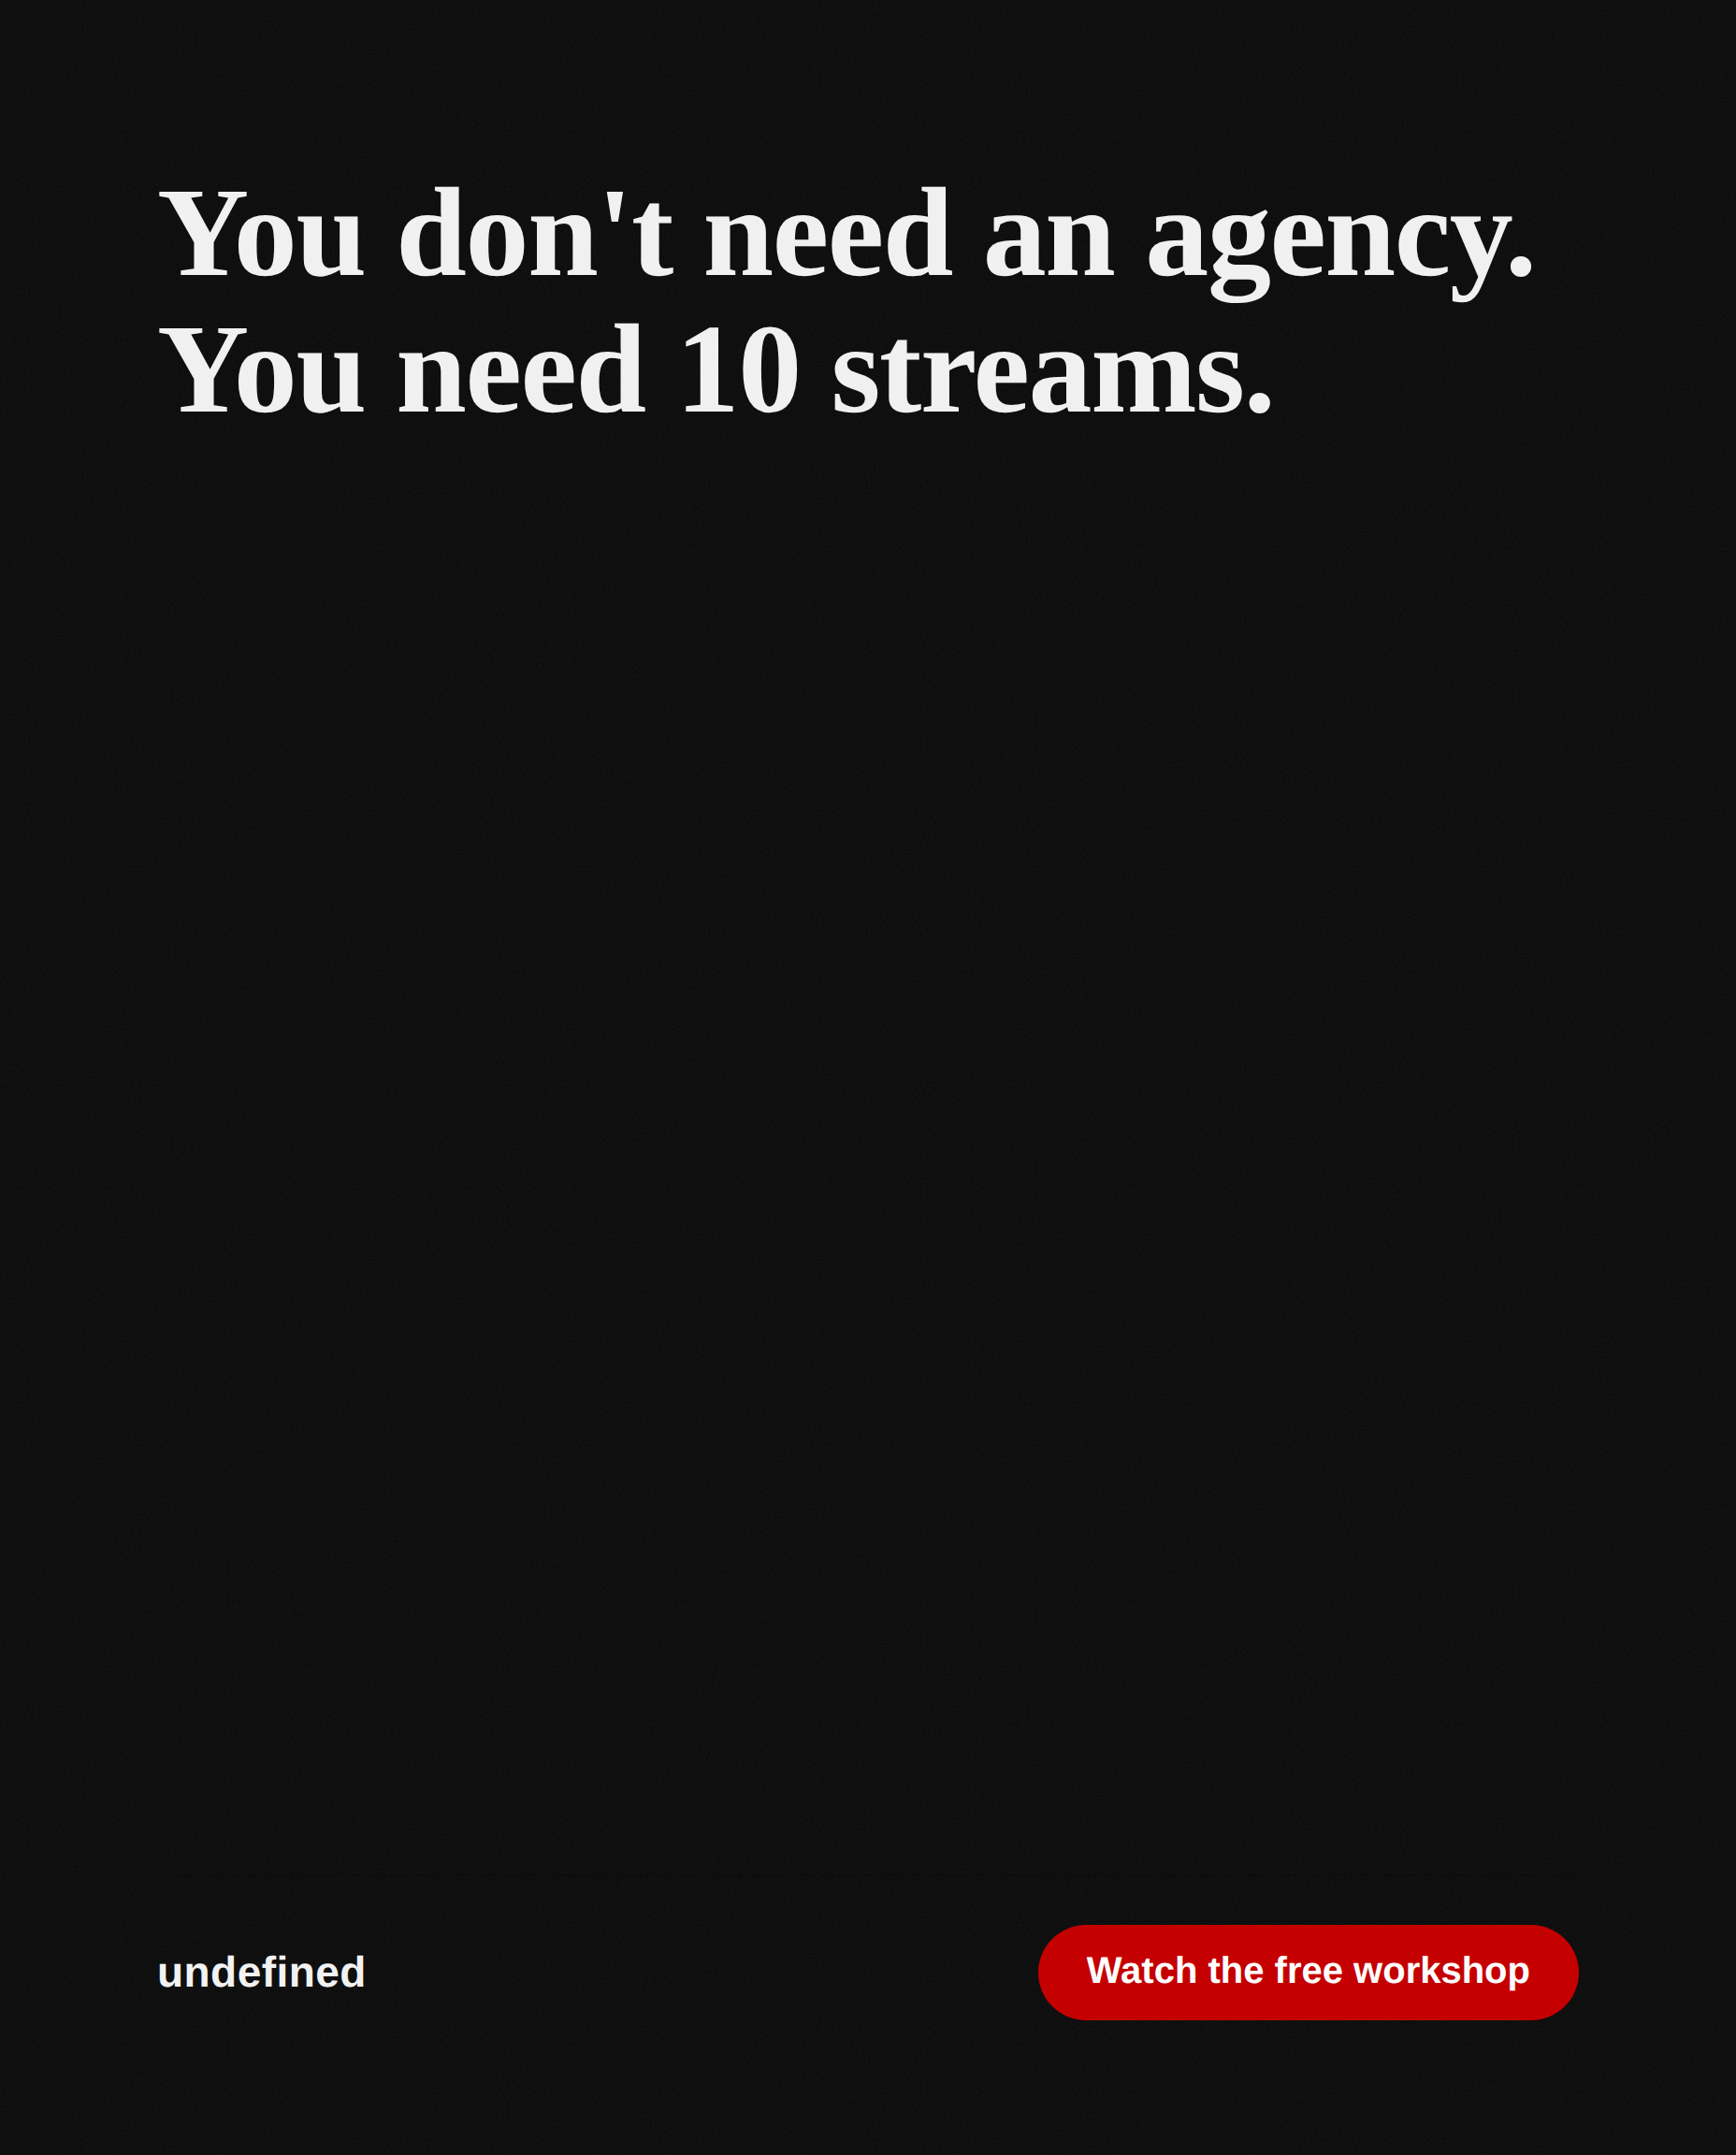 You don't need an agency.
You need 10 streams.
undefined
Watch the free workshop